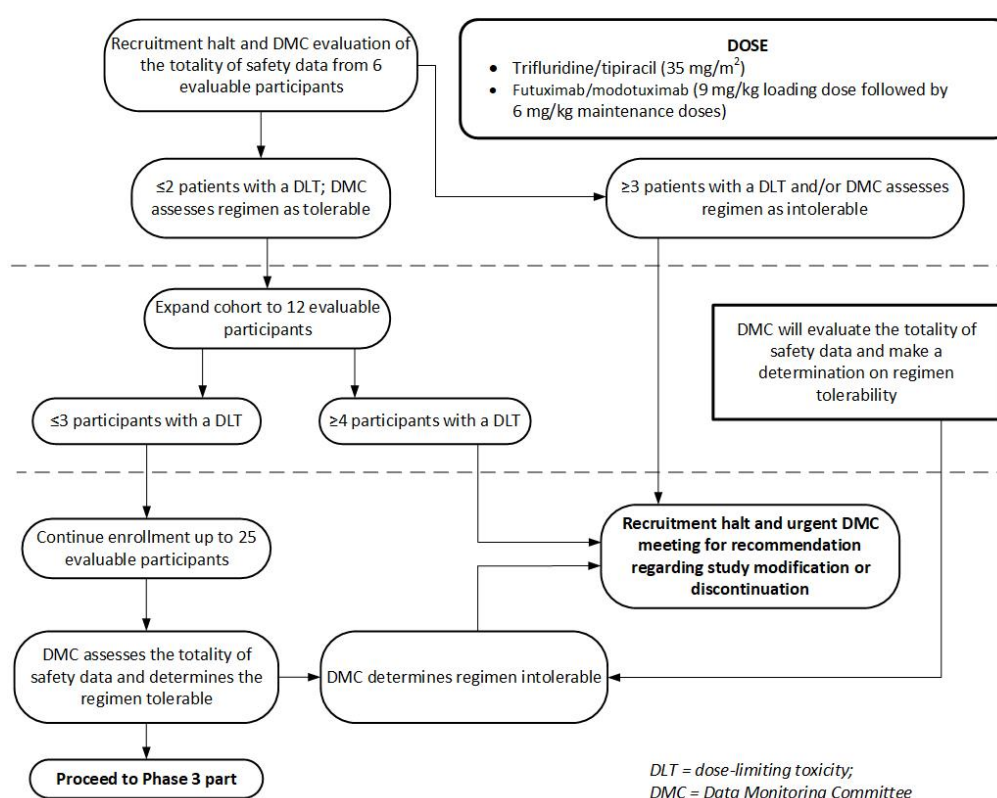 Recruitment halt and DMC evaluation of
the totality of safety data from 6
evaluable participants
DOSE
• Trifluridine/tipiracil (35 mg/m²)
• Futuximab/modotuximab (9 mg/kg loading dose followed by
6 mg/kg maintenance doses)
≤2 patients with a DLT; DMC
assesses regimen as tolerable
≥3 patients with a DLT and/or DMC assesses
regimen as intolerable
Expand cohort to 12 evaluable
participants
DMC will evaluate the totality of
safety data and make a
determination on regimen
tolerability
≤3 participants with a DLT
≥4 participants with a DLT
Continue enrollment up to 25
evaluable participants
Recruitment halt and urgent DMC
meeting for recommendation
regarding study modification or
discontinuation
DMC assesses the totality of
safety data and determines the
regimen tolerable
DMC determines regimen intolerable
Proceed to Phase 3 part
DLT = dose-limiting toxicity;
DMC = Data Monitoring Committee